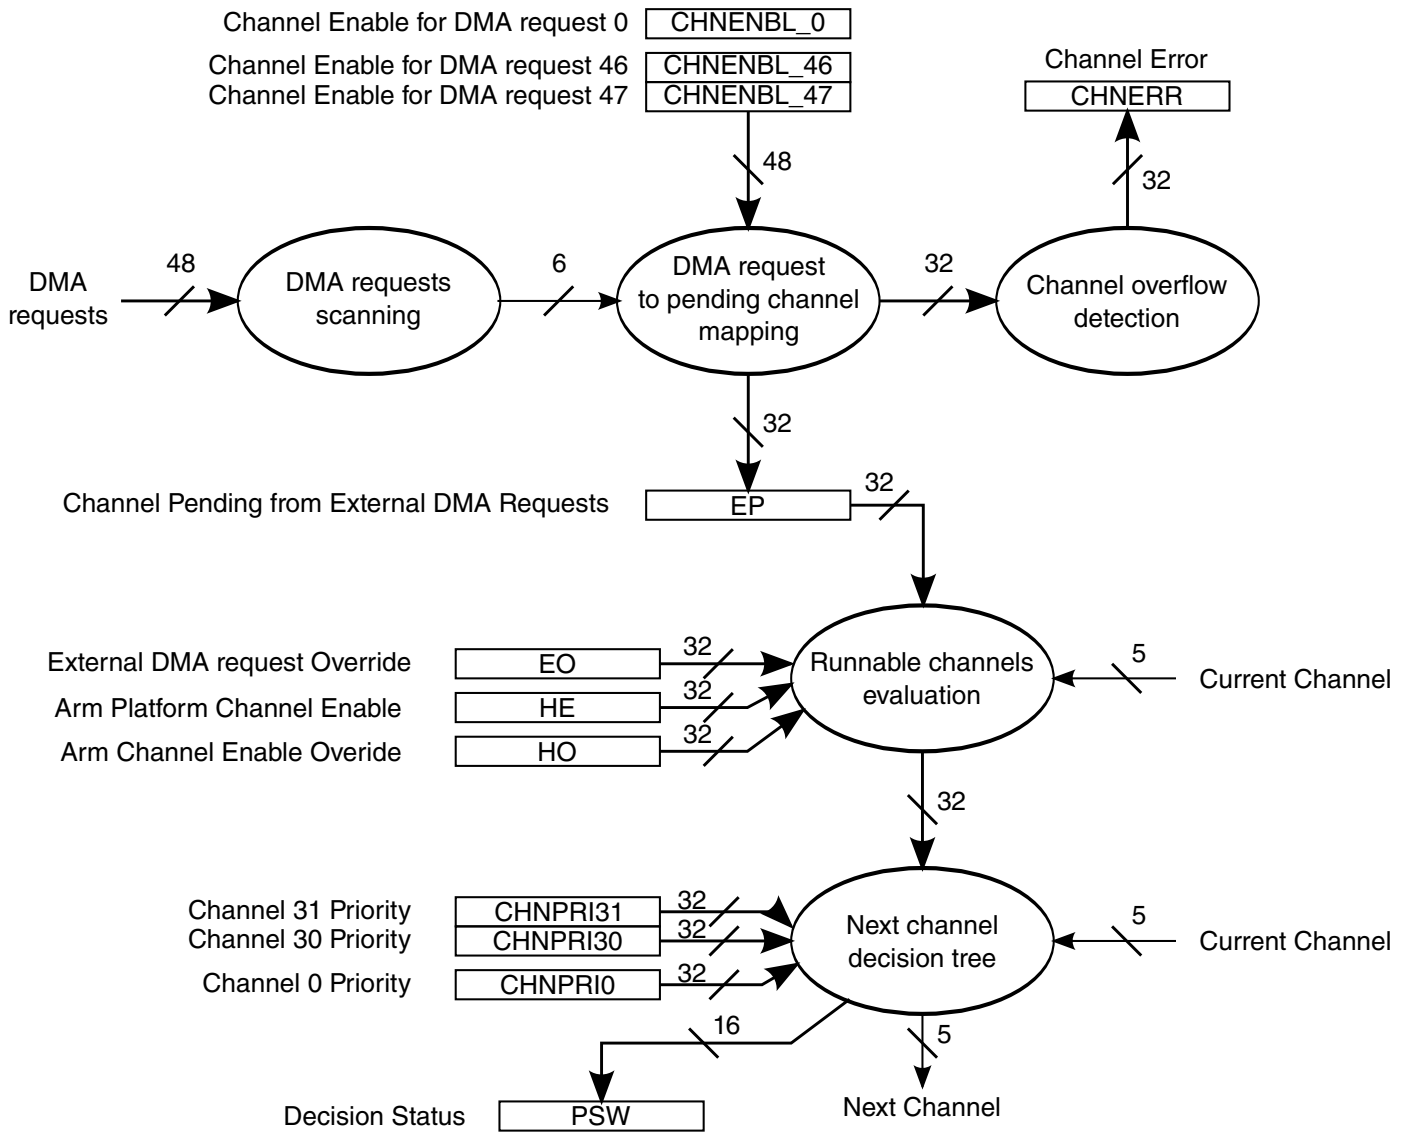 Channel Enable for DMA request 0 CHNENBL_0
Channel Enable for DMA request 46 CHNENBL_46
Channel Enable for DMA request 47 CHNENBL_47
Channel Error
CHNERR
48
32
DMA
requests
48
DMA requests
scanning
6
DMA request
to pending channel
mapping
32
Channel overflow
detection
32
Channel Pending from External DMA Requests EP 32
External DMA request Override EO 32
Arm Platform Channel Enable HE 32
Arm Channel Enable Overide HO 32
Runnable channels
evaluation
5
Current Channel
32
Channel 31 Priority CHNPRI31 32
Channel 30 Priority CHNPRI30 32
Channel 0 Priority CHNPRI0 32
Next channel
decision tree
5
Current Channel
16
5
Decision Status PSW
Next Channel